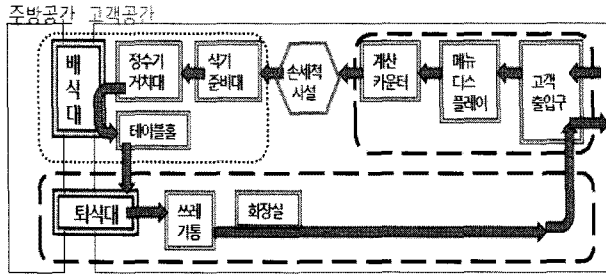 주방공간 고객공간
배
식
대
정수기
거치대
식기
준비대
손세척
시설
계산
카운터
메뉴
디스
플레이
고객
출입구
테이블홀
퇴식대
쓰레
기통
화장실